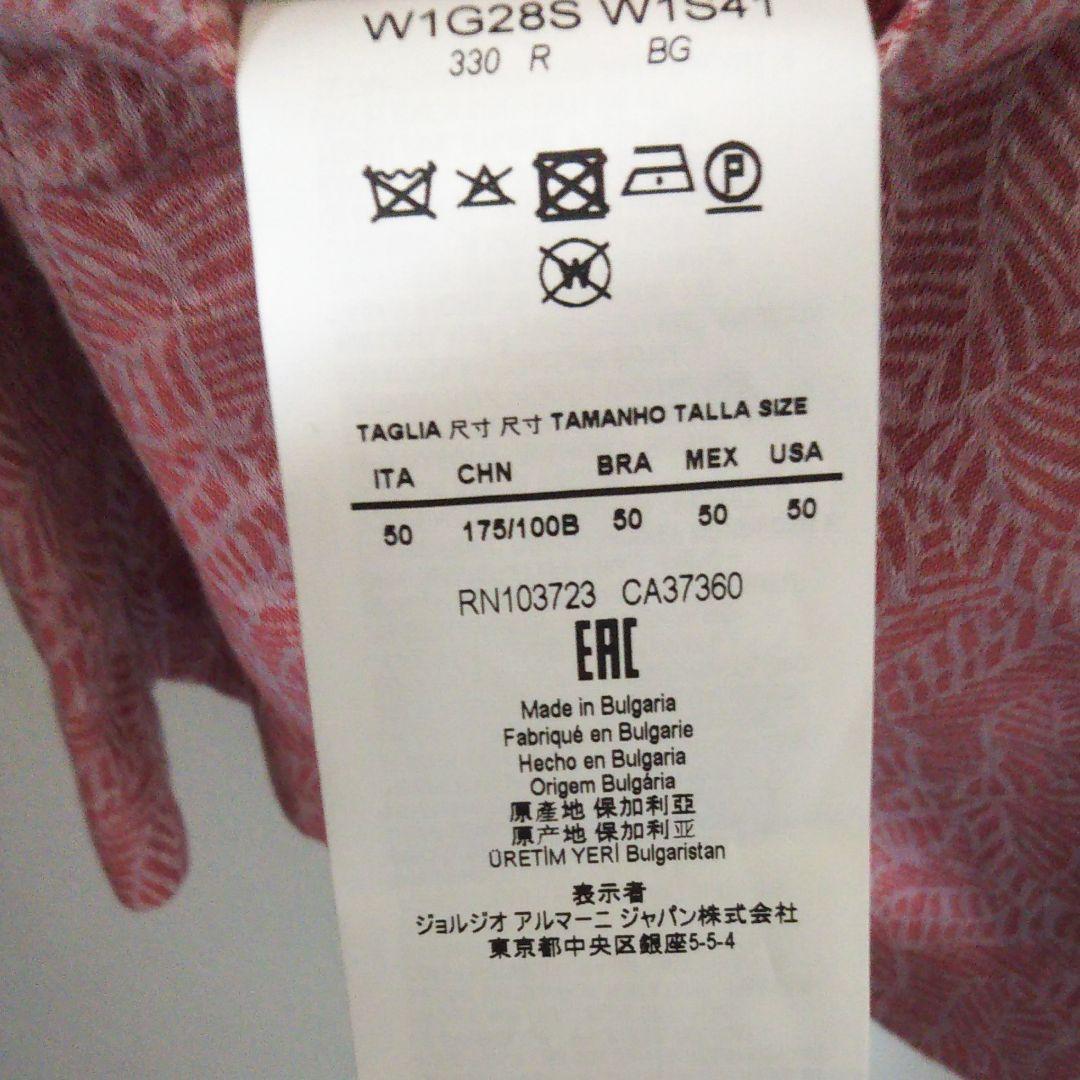 W1G28S W1S41
330 R BG
P
W
TAGLIA 尺寸 尺寸 TAMANHO TALLA SIZE
ITA CHN BRA MEX USA
50 175/100B 50 50 50
RN103723 CA37360
EAC
Made in Bulgaria
Fabriqué en Bulgarie
Hecho en Bulgaria
Origem Bulgária
原產地 保加利亞
原产地 保加利亚
ÜRETİM YERİ Bulgaristan
表示者
ジョルジオ アルマーニ ジャパン株式会社
東京都中央区銀座5-5-4